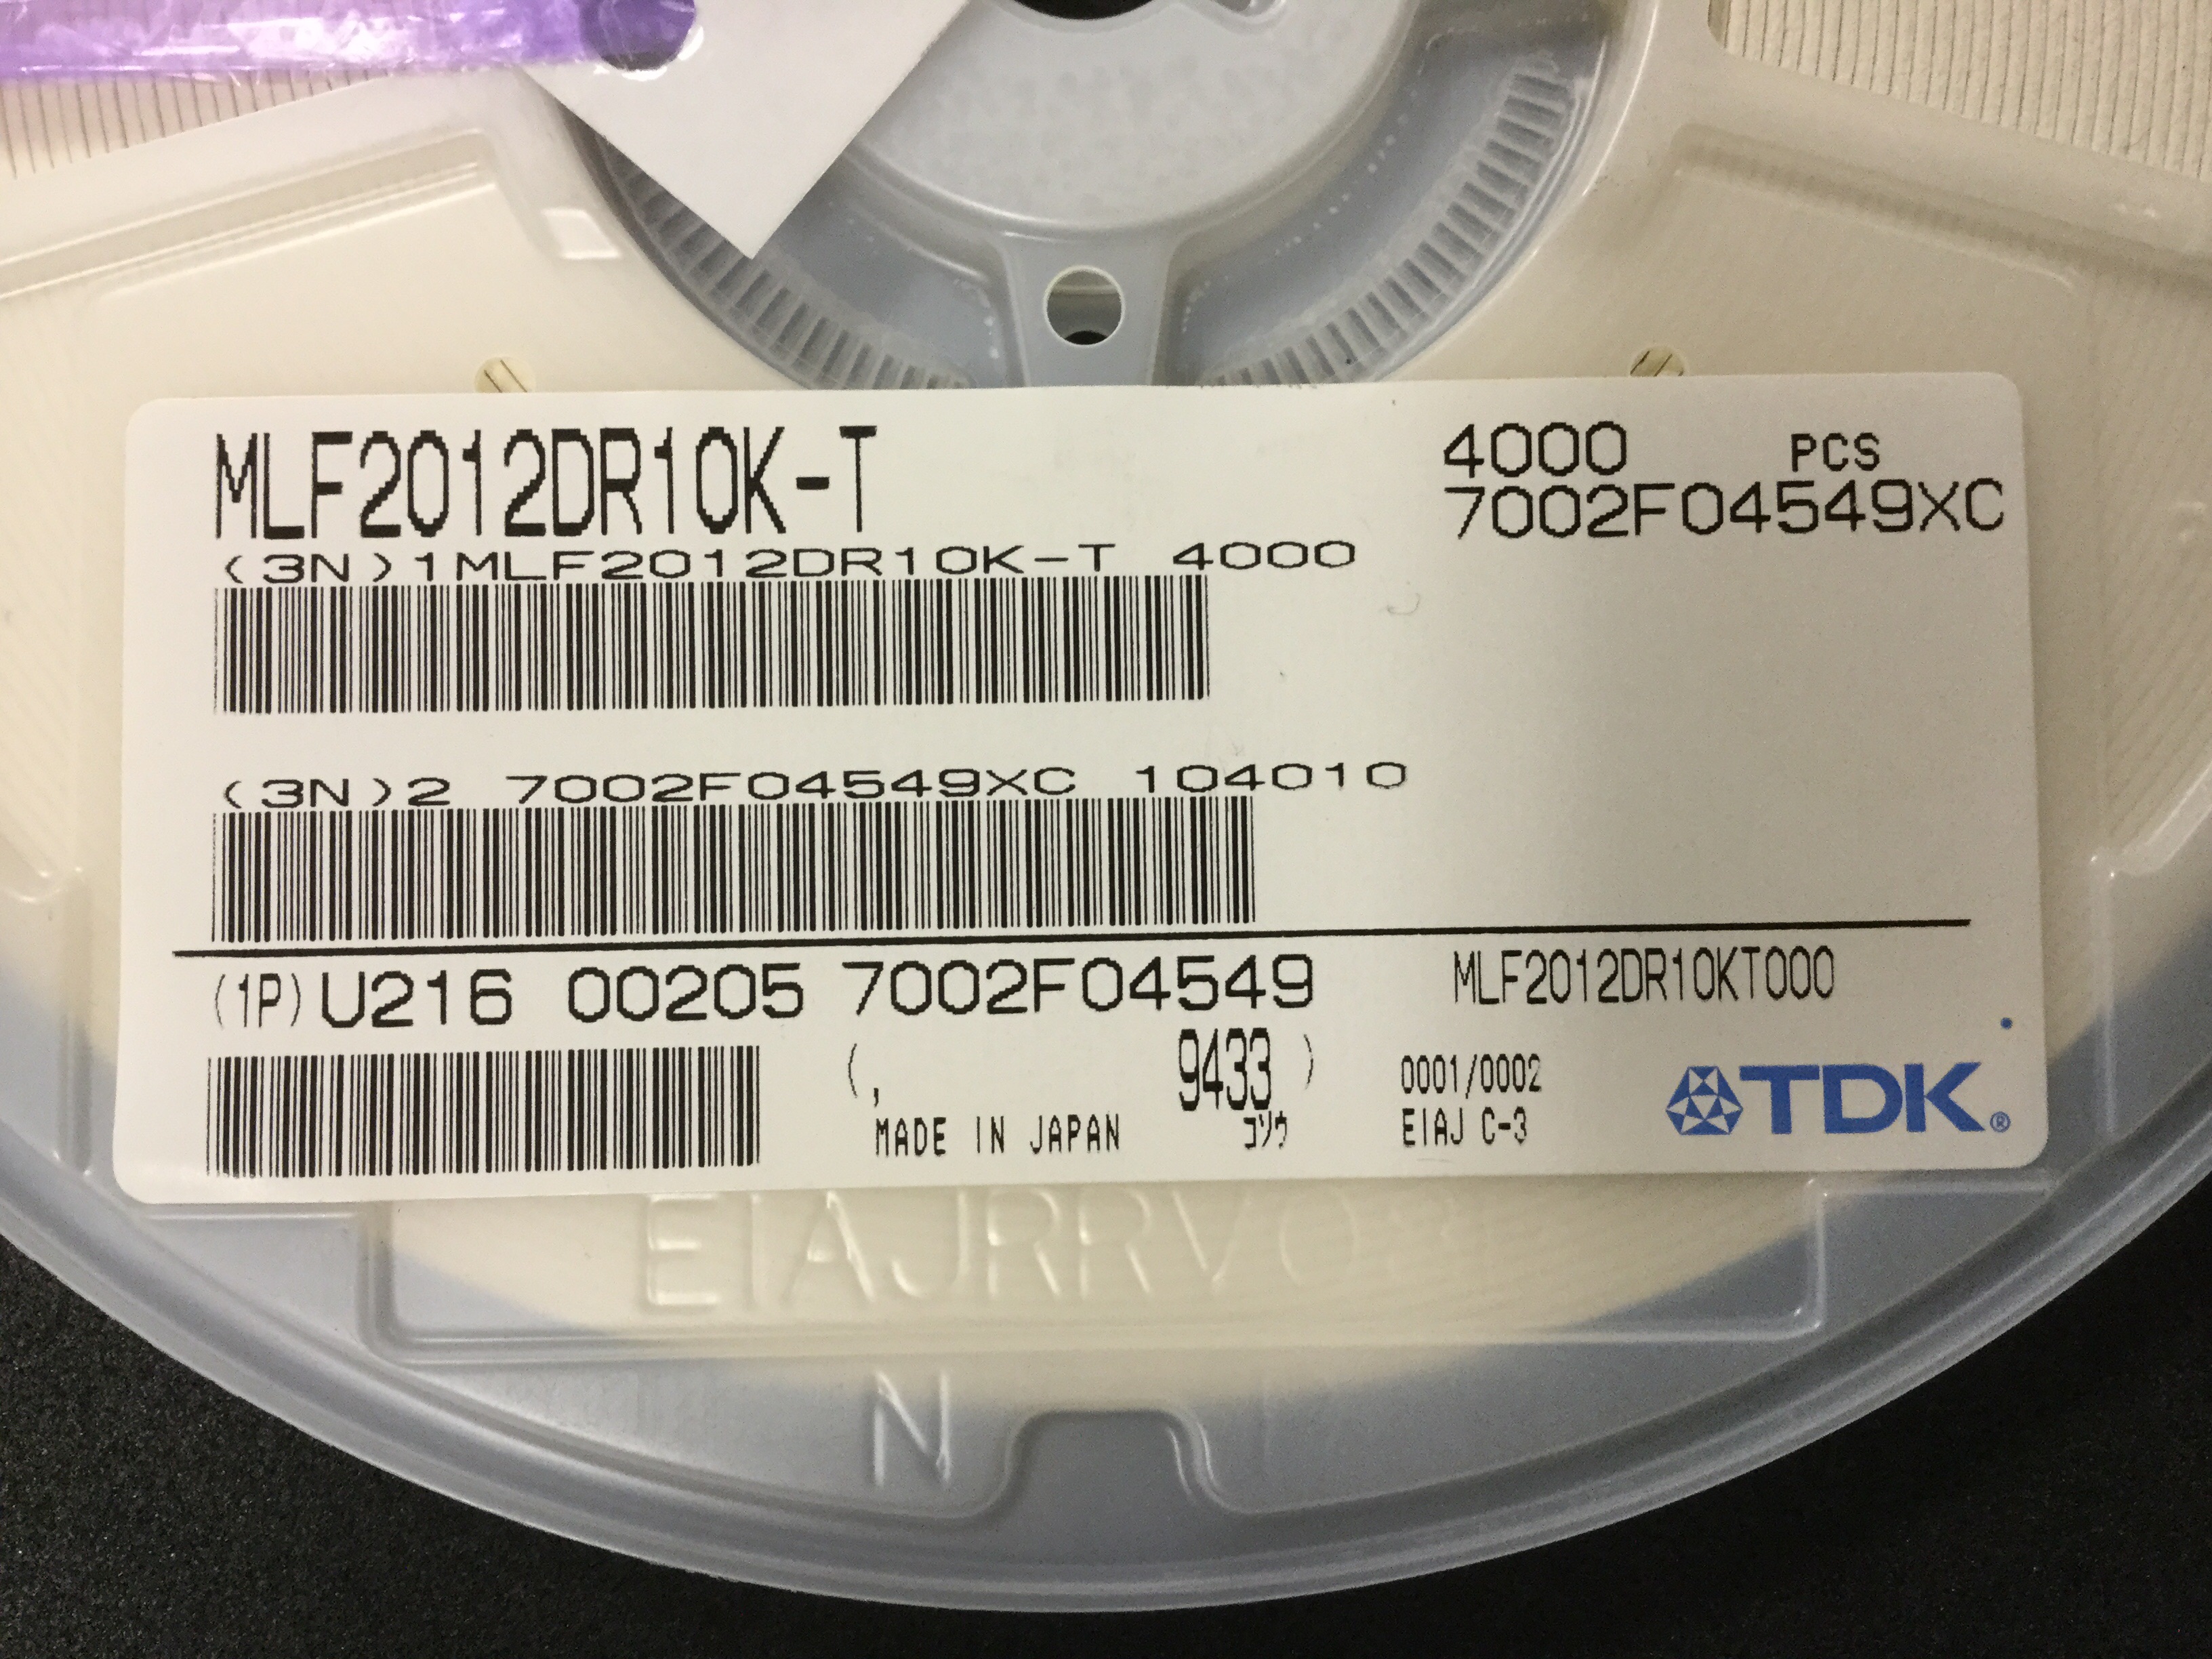 MLF2012DR10K-T
4000 PCS
7002F04549XC
(3N)1MLF2012DR10K-T 4000
(3N)2 7002F04549XC 104010
(1P)U216 00205 7002F04549
MLF2012DR10KT000
(, 9433 )
0001/0002
MADE IN JAPAN コソウ
EIAJ C-3
TDK®
EIAJRRV08
N